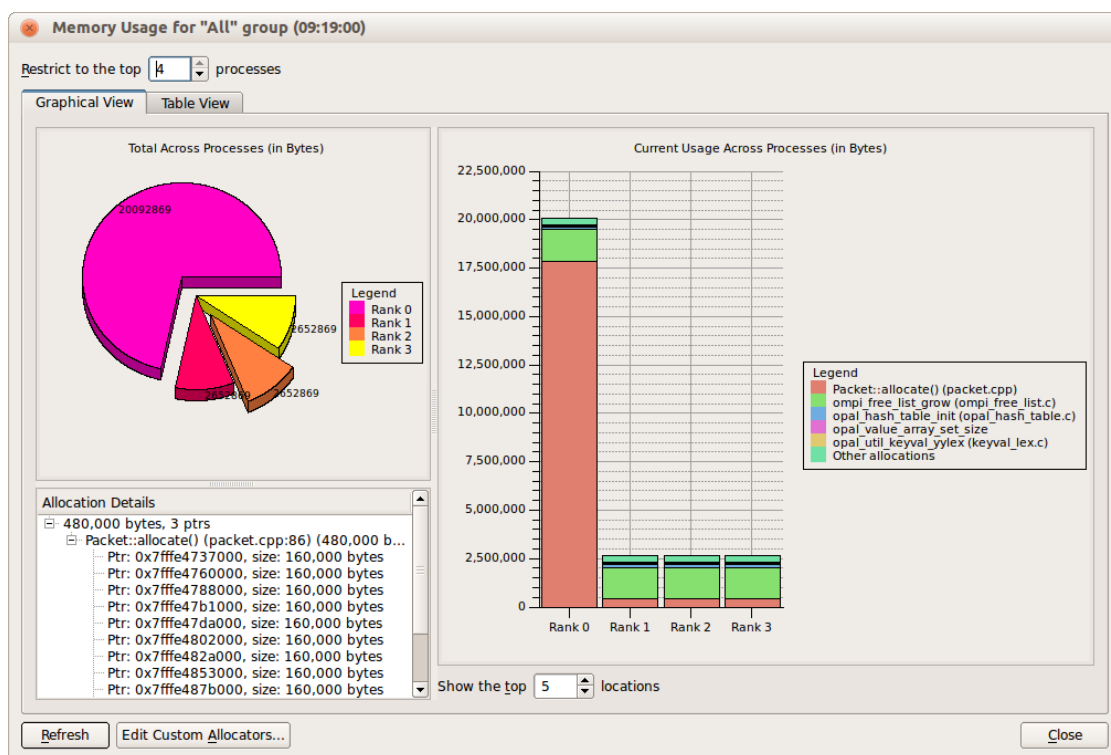 Memory Usage for "All" group (09:19:00)
Restrict to the top 4 processes
Graphical View Table View
Total Across Processes (in Bytes)
20092869
2652869
2652869
2652869
Legend
Rank 0
Rank 1
Rank 2
Rank 3
Allocation Details
480,000 bytes, 3 ptrs
Packet::allocate() (packet.cpp:86) (480,000 b...
Ptr: 0x7fffe4737000, size: 160,000 bytes
Ptr: 0x7fffe4760000, size: 160,000 bytes
Ptr: 0x7fffe4788000, size: 160,000 bytes
Ptr: 0x7fffe47b1000, size: 160,000 bytes
Ptr: 0x7fffe47da000, size: 160,000 bytes
Ptr: 0x7fffe4802000, size: 160,000 bytes
Ptr: 0x7fffe482a000, size: 160,000 bytes
Ptr: 0x7fffe4853000, size: 160,000 bytes
Ptr: 0x7fffe487b000, size: 160,000 bytes
Current Usage Across Processes (in Bytes)
22,500,000
20,000,000
17,500,000
15,000,000
12,500,000
10,000,000
7,500,000
5,000,000
2,500,000
0
Rank 0 Rank 1 Rank 2 Rank 3
Legend
Packet::allocate() (packet.cpp)
ompi_free_list_grow (ompi_free_list.c)
opal_hash_table_init (opal_hash_table.c)
opal_value_array_set_size
opal_util_keyval_yylex (keyval_lex.c)
Other allocations
Show the top 5 locations
Refresh Edit Custom Allocators... Close